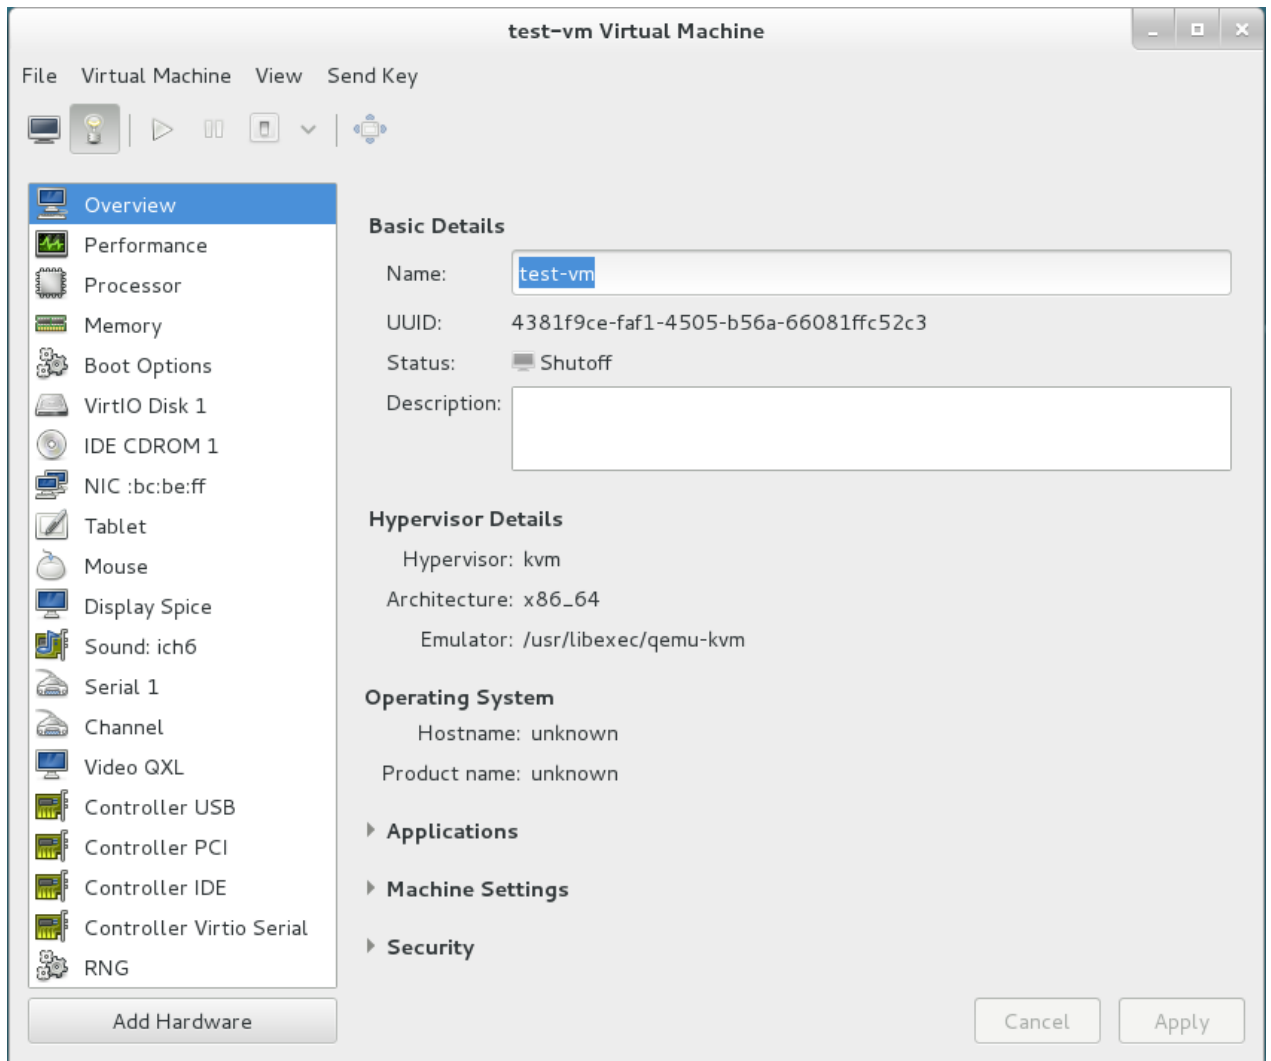 test-vm Virtual Machine
File Virtual Machine View Send Key
Overview
Performance
Processor
Memory
Boot Options
VirtIO Disk 1
IDE CDROM 1
NIC :bc:be:ff
Tablet
Mouse
Display Spice
Sound: ich6
Serial 1
Channel
Video QXL
Controller USB
Controller PCI
Controller IDE
Controller Virtio Serial
RNG
Add Hardware
Basic Details
Name: test-vm
UUID: 4381f9ce-faf1-4505-b56a-66081ffc52c3
Status: Shutoff
Description:
Hypervisor Details
Hypervisor: kvm
Architecture: x86_64
Emulator: /usr/libexec/qemu-kvm
Operating System
Hostname: unknown
Product name: unknown
Applications
Machine Settings
Security
Cancel Apply